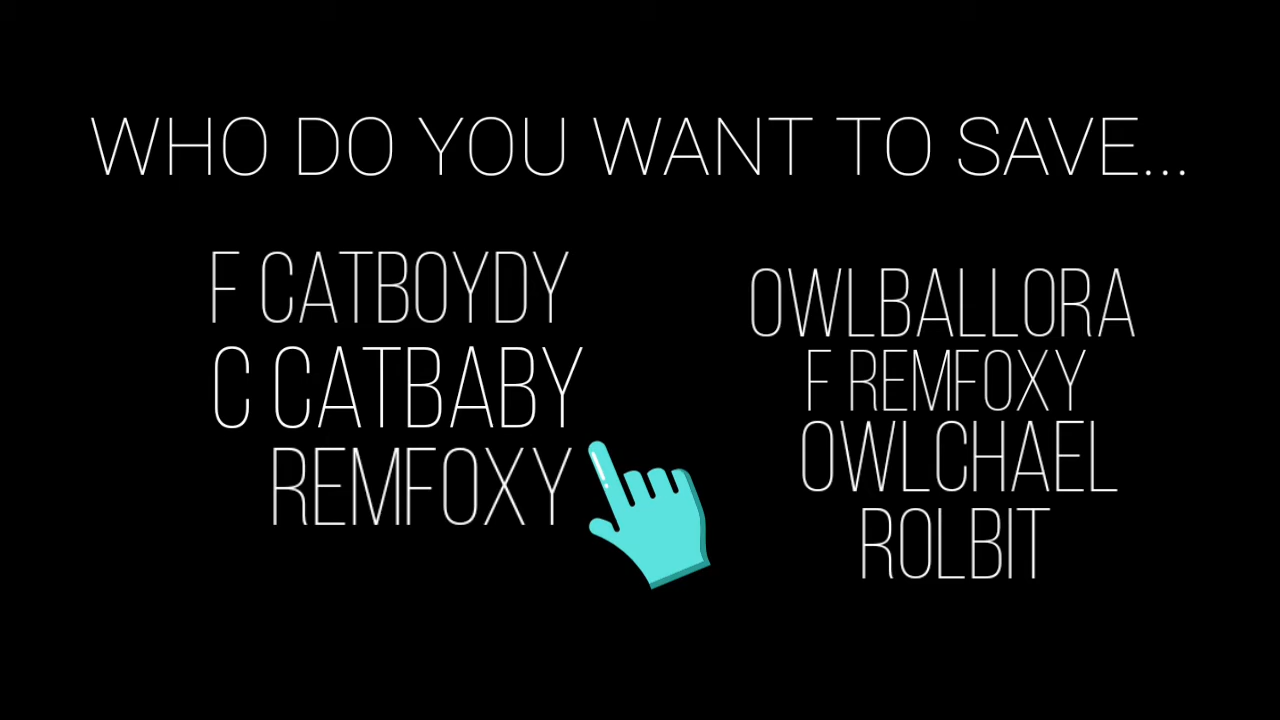 WHO DO YOU WANT TO SAVE...
F CATBOYDY
C CATBABY
REMFOXY
OWLBALLORA
F REMFOXY
OWLCHAEL
ROLBIT